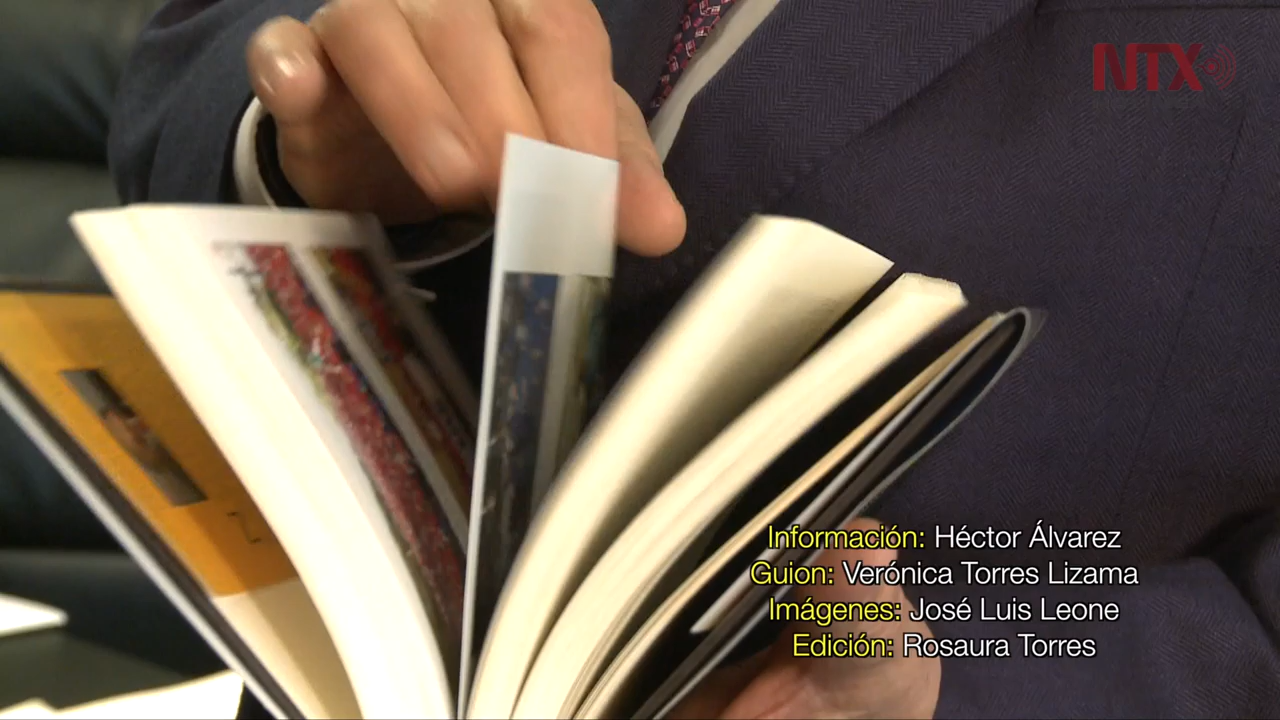 NTX
Información: Héctor Álvarez
Guion: Verónica Torres Lizama
Imágenes: José Luis Leone
Edición: Rosaura Torres